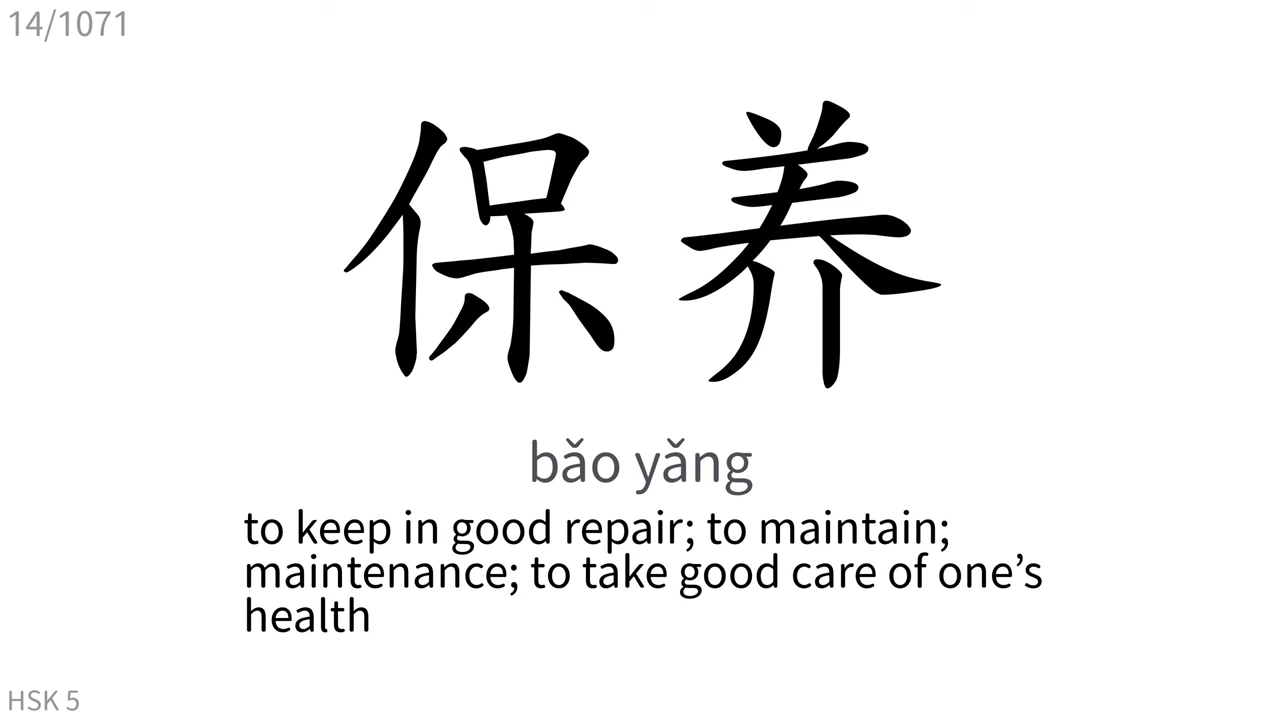 14/1071
保养
bǎo yǎng
to keep in good repair; to maintain;
maintenance; to take good care of one’s
health
HSK 5